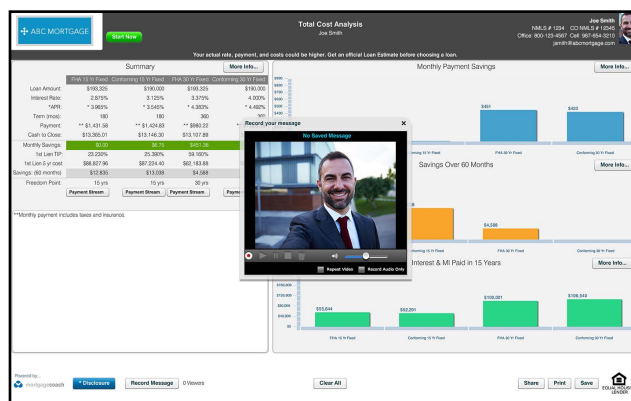 ABC MORTGAGE
Start Now
Total Cost Analysis
Joe Smith
Joe Smith
NMLS # 1234 CO NMLS # 12345
Office 800-123-4567 Cell 987-654-3210
jsmith@abcmortgage.com
Your actual rate, payment, and costs could be higher. Get an official Loan Estimate before choosing a loan.
Summary
More Info...
FHA 15 Yr Fixed Conforming 15 Yr Fixed FHA 30 Yr Fixed Conforming 30 Yr Fixed
Loan Amount: $193,325 $190,000 $193,325 $190,000
Interest Rate: 2.875% 3.125% 3.375% 4.000%
*APR: * 3.965% * 3.545% * 4.383% * 4.492%
Term (mos): 180 180 360 360
Payment: ** $1,431.58 ** $1,424.83 ** $980.22
Cash to Close: $13,365.01 $13,146.30 $13,107.89
Monthly Savings: $0.00 $6.75 $451.36
1st Lien TIP: 23.220% 25.390% 59.160%
1st Lien 5 yr cost: $88,827.96 $87,224.40 $62,183.88
Savings: (60 months) $12,835 $13,038 $4,588
Freedom Point: 15 yrs 15 yrs 30 yrs
Payment Stream Payment Stream Payment Stream
**Monthly payment includes taxes and insurance.
Monthly Payment Savings
More Info...
$451
$433
Conforming 15 Yr Fixed FHA 30 Yr Fixed Conforming 30 Yr Fixed
Record your message
X
No Saved Message
Repeat Video Record Audio Only
Savings Over 60 Months
More Info...
$4,588
Conforming 15 Yr Fixed FHA 30 Yr Fixed Conforming 30 Yr Fixed
Interest & MI Paid in 15 Years
More Info...
$0
$55,644
$52,201
$109,001
$106,540
FHA 15 Yr Fixed Conforming 15 Yr Fixed FHA 30 Yr Fixed Conforming 30 Yr Fixed
Powered by...
mortgagecoach
* Disclosure
Record Message
0 Viewers
Clear All
Share
Print
Save
EQUAL HOUSING
LENDER